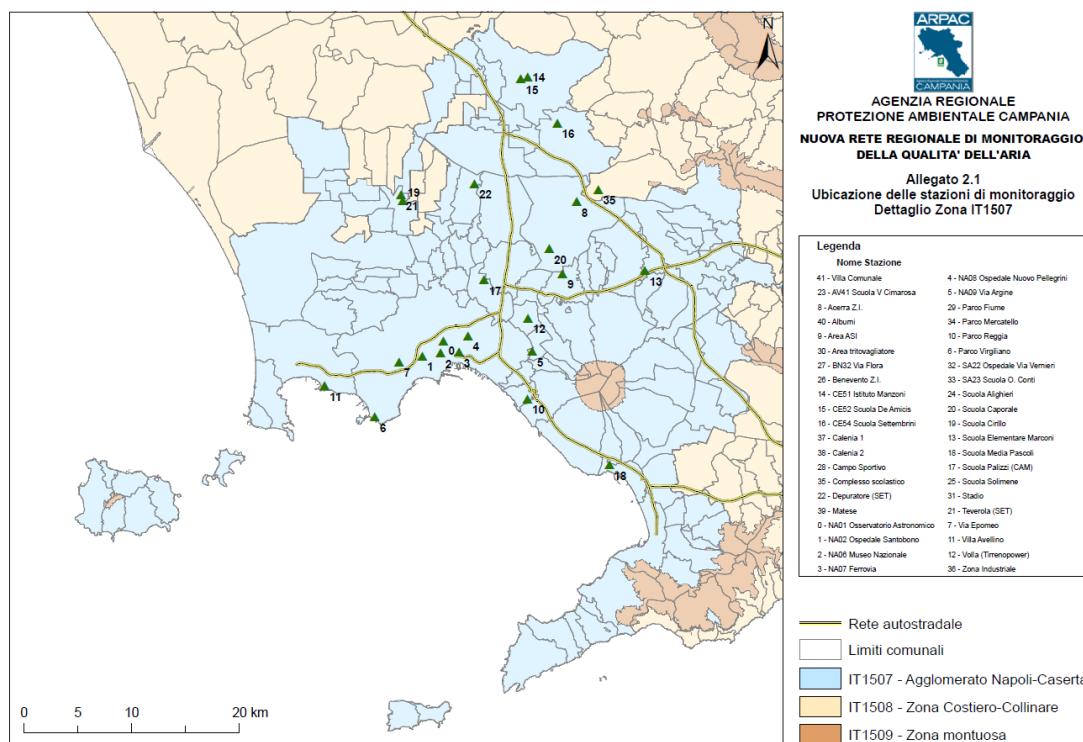 ARPAC
CAMPANIA
AGENZIA REGIONALE
PROTEZIONE AMBIENTALE CAMPANIA
NUOVA RETE REGIONALE DI MONITORAGGIO
DELLA QUALITA' DELL'ARIA
Allegato 2.1
Ubicazione delle stazioni di monitoraggio
Dettaglio Zona IT1507
N
14
15
16
19
21
22
35
8
20
9
13
17
12
4
0
5
3
2
1
7
11
10
6
18
Legenda
Nome Stazione
41 - Villa Comunale
23 - AV41 Scuola V Cimarosa
8 - Acerra Z.I.
40 - Alburni
9 - Area ASI
30 - Area tritovagliatore
27 - BN32 Via Flora
26 - Benevento Z.I.
14 - CE51 Istituto Manzoni
15 - CE52 Scuola De Amicis
16 - CE54 Scuola Settembrini
37 - Calenia 1
38 - Calenia 2
28 - Campo Sportivo
35 - Complesso scolastico
22 - Depuratore (SET)
39 - Matese
0 - NA01 Osservatorio Astronomico
1 - NA02 Ospedale Santobono
2 - NA06 Museo Nazionale
3 - NA07 Ferrovia
4 - NA08 Ospedale Nuovo Pellegrini
5 - NA09 Via Argine
29 - Parco Fiume
34 - Parco Mercatello
10 - Parco Reggia
6 - Parco Virgiliano
32 - SA22 Ospedale Via Vernieri
33 - SA23 Scuola O. Conti
24 - Scuola Alighieri
20 - Scuola Caporale
19 - Scuola Cirillo
13 - Scuola Elementare Marconi
18 - Scuola Media Pascoli
17 - Scuola Palizzi (CAM)
25 - Scuola Solimene
31 - Stadio
21 - Teverola (SET)
7 - Via Epomeo
11 - Villa Avellino
12 - Volla (Tirrenopower)
36 - Zona Industriale
Rete autostradale
Limiti comunali
IT1507 - Agglomerato Napoli-Caserta
IT1508 - Zona Costiero-Collinare
IT1509 - Zona montuosa
0 5 10 20 km